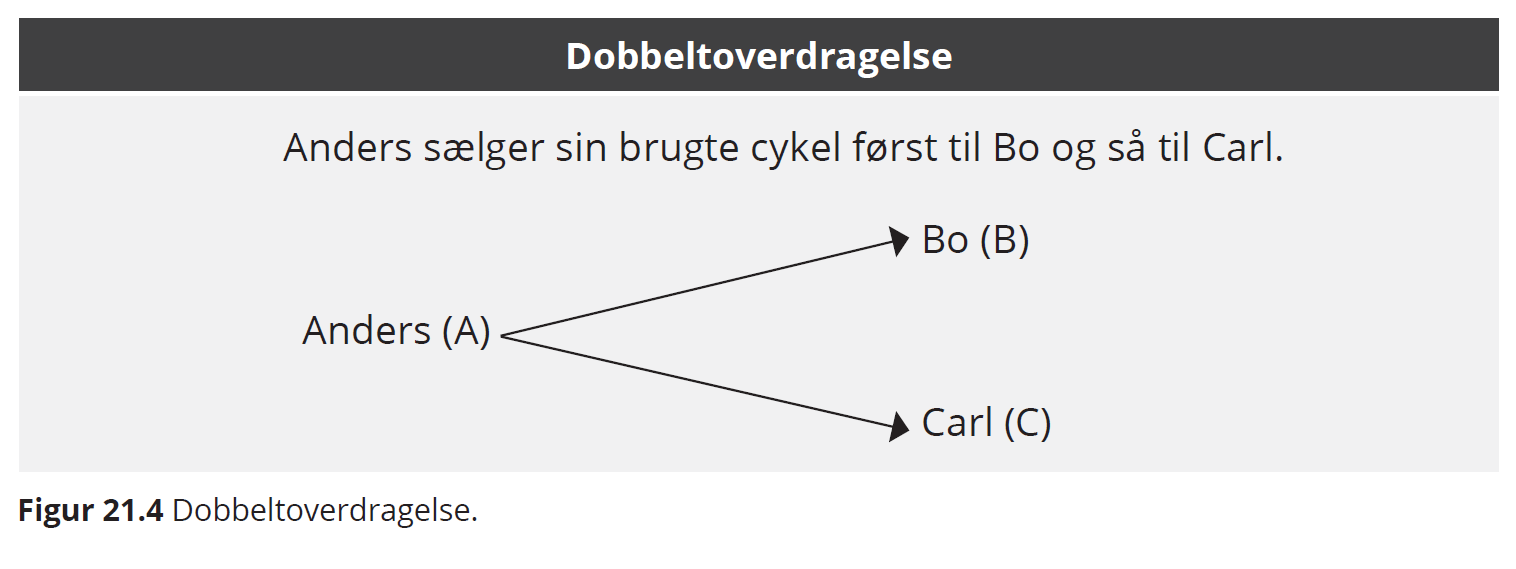 Dobbeltoverdragelse
Anders sælger sin brugte cykel først til Bo og så til Carl.
Bo (B)
Anders (A)
Carl (C)
Figur 21.4 Dobbeltoverdragelse.